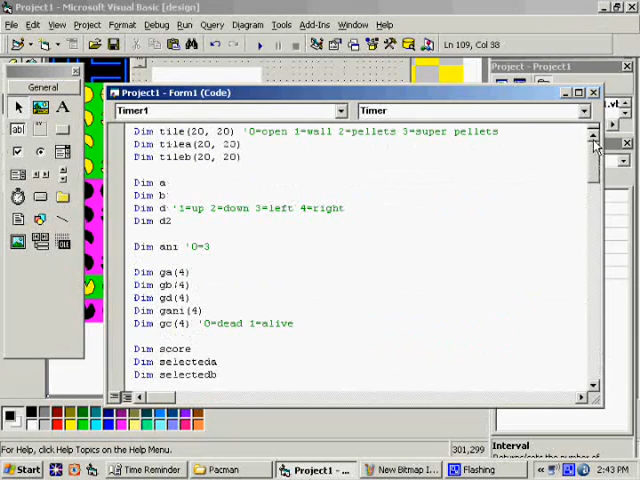 Project1 - Microsoft Visual Basic [design]
File Edit View Project Format Debug Run Query Diagram Tools Add-Ins Window Help
Ln 109, Col 38
General
Project - Project1
Project1 - Form1 (Code)
Timer1
Timer
Dim tile(20, 20) '0=open 1=wall 2=pellets 3=super pellets
Dim tilea(20, 20)
Dim tileb(20, 20)
Dim a
Dim b
Dim d '1=up 2=down 3=left 4=right
Dim d2
Dim ani '0=3
Dim ga(4)
Dim gb(4)
Dim gd(4)
Dim gani(4)
Dim gc(4) '0=dead 1=alive
Dim score
Dim selecteda
Dim selectedb
A
ab
OLE
For Help, click Help Topics on the Help Menu.
301,299
Interval
Start
Time Reminder
Pacman
Project1 - ...
New Bitmap I...
Flashing
2:43 PM